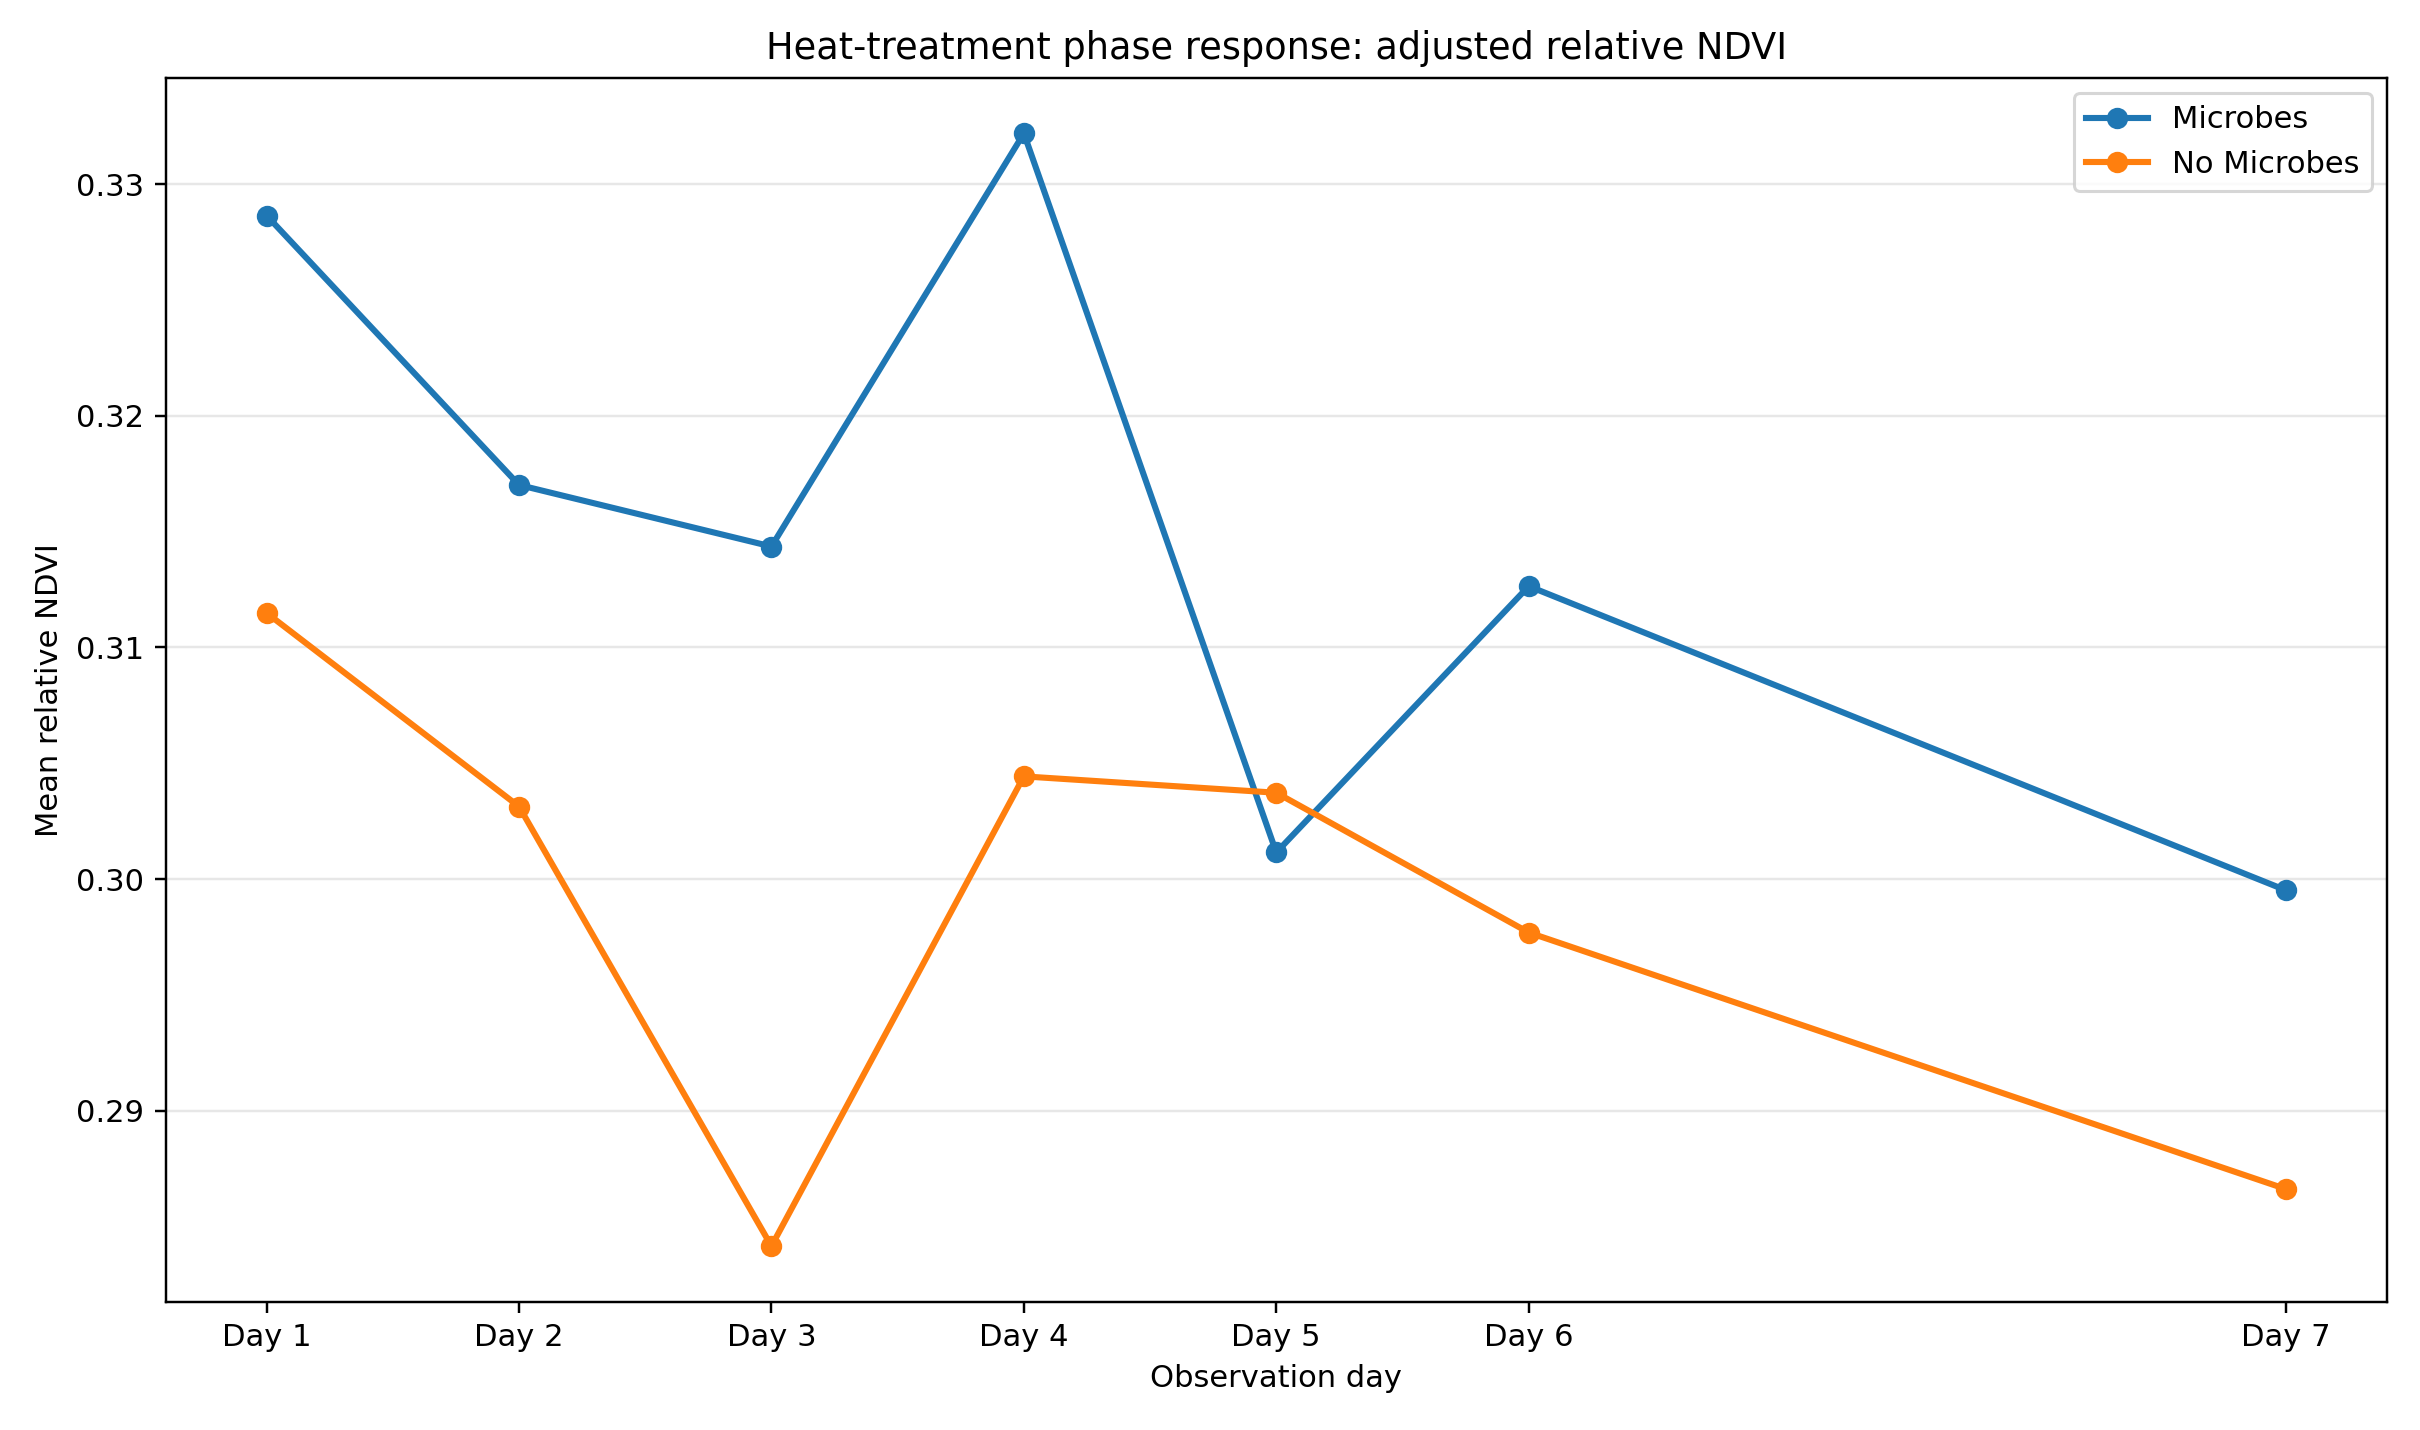 Heat-treatment phase response: adjusted relative NDVI
Microbes
No Microbes
Mean relative NDVI
0.33
0.32
0.31
0.30
0.29
Day 1 Day 2 Day 3 Day 4 Day 5 Day 6 Day 7
Observation day